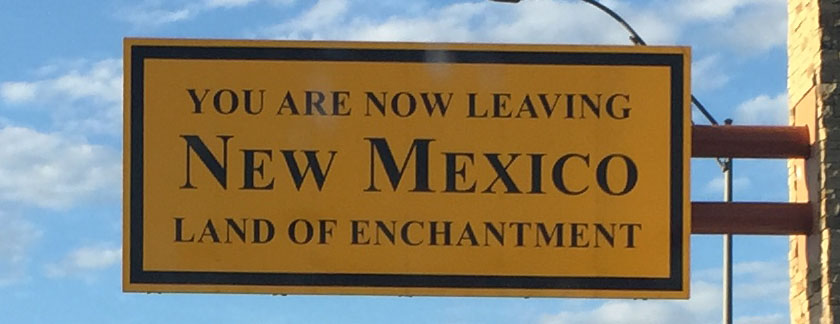 YOU ARE NOW LEAVING
NEW MEXICO
LAND OF ENCHANTMENT